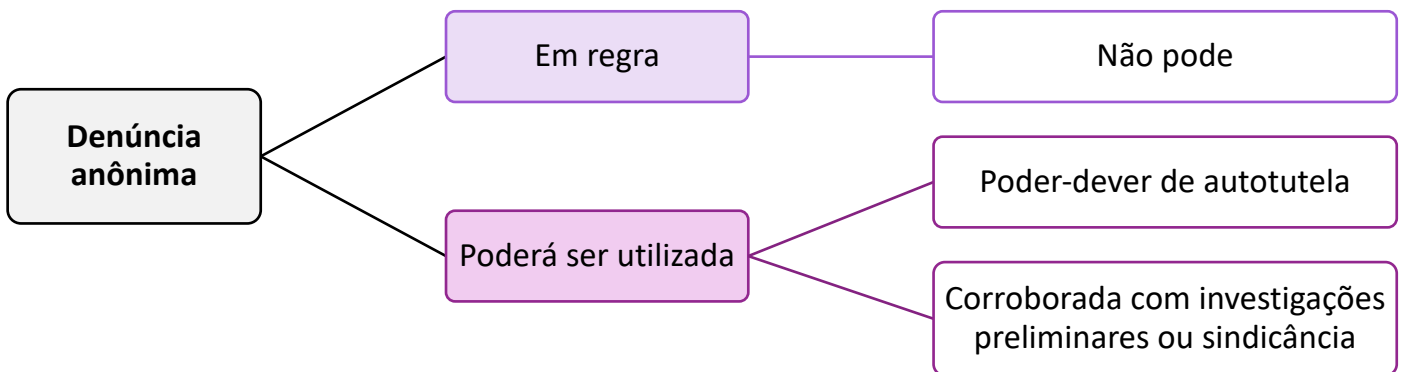 Denúncia
anônima
Em regra
Não pode
Poderá ser utilizada
Poder-dever de autotutela
Corroborada com investigações
preliminares ou sindicância